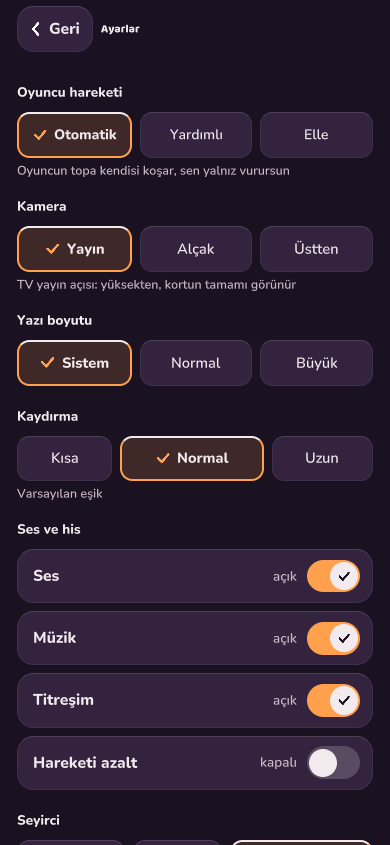 Geri Ayarlar
Oyuncu hareketi
Otomatik Yardımlı Elle
Oyuncun topa kendisi koşar, sen yalnız vurursun
Kamera
Yayın Alçak Üstten
TV yayın açısı: yüksekten, kortun tamamı görünür
Yazı boyutu
Sistem Normal Büyük
Kaydırma
Kısa Normal Uzun
Varsayılan eşik
Ses ve his
Ses açık
Müzik açık
Titreşim açık
Hareketi azalt kapalı
Seyirci